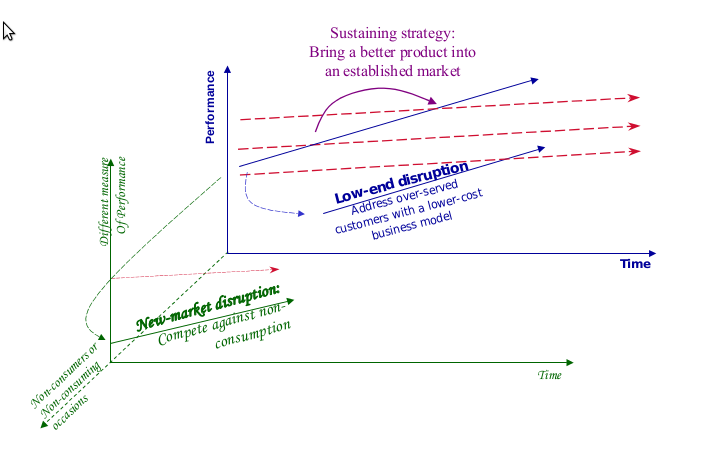 Sustaining strategy:
Bring a better product into
an established market
Performance
Low-end disruption
Address over-served
customers with a lower-cost
business model
Time
Different measure
Of Performance
New-market disruption:
Compete against non-
consumption
Time
Non-consumers or
Non-consuming
occasions